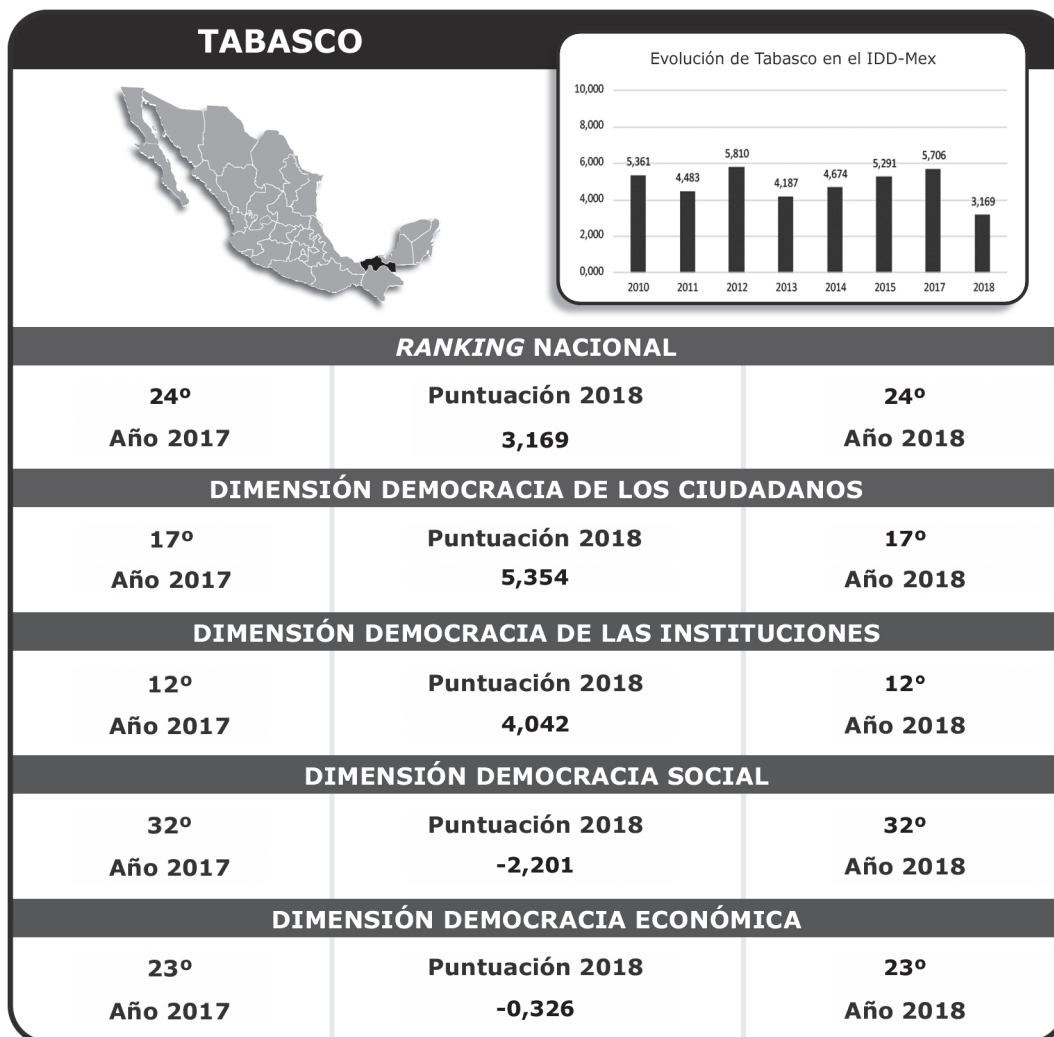 TABASCO
Evolución de Tabasco en el IDD-Mex
10,000
8,000
6,000
4,000
2,000
0,000
5,361
4,483
5,810
4,187
4,674
5,291
5,706
3,169
2010 2011 2012 2013 2014 2015 2017 2018
RANKING NACIONAL
24º Puntuación 2018 24º
Año 2017 3,169 Año 2018
DIMENSIÓN DEMOCRACIA DE LOS CIUDADANOS
17º Puntuación 2018 17º
Año 2017 5,354 Año 2018
DIMENSIÓN DEMOCRACIA DE LAS INSTITUCIONES
12º Puntuación 2018 12°
Año 2017 4,042 Año 2018
DIMENSIÓN DEMOCRACIA SOCIAL
32º Puntuación 2018 32º
Año 2017 -2,201 Año 2018
DIMENSIÓN DEMOCRACIA ECONÓMICA
23º Puntuación 2018 23º
Año 2017 -0,326 Año 2018